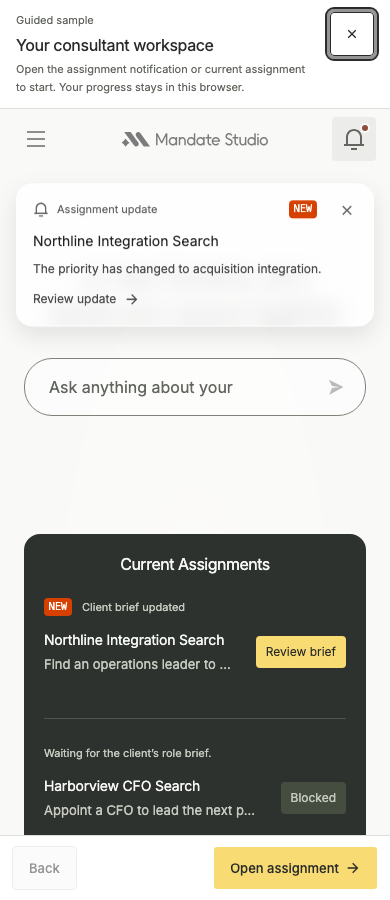 Guided sample
Your consultant workspace
Open the assignment notification or current assignment
to start. Your progress stays in this browser.
Mandate Studio
Assignment update
NEW
Northline Integration Search
The priority has changed to acquisition integration.
Review update
Ask anything about your
Current Assignments
NEW Client brief updated
Northline Integration Search
Find an operations leader to ...
Review brief
Waiting for the client's role brief.
Harborview CFO Search
Appoint a CFO to lead the next p...
Blocked
Back
Open assignment